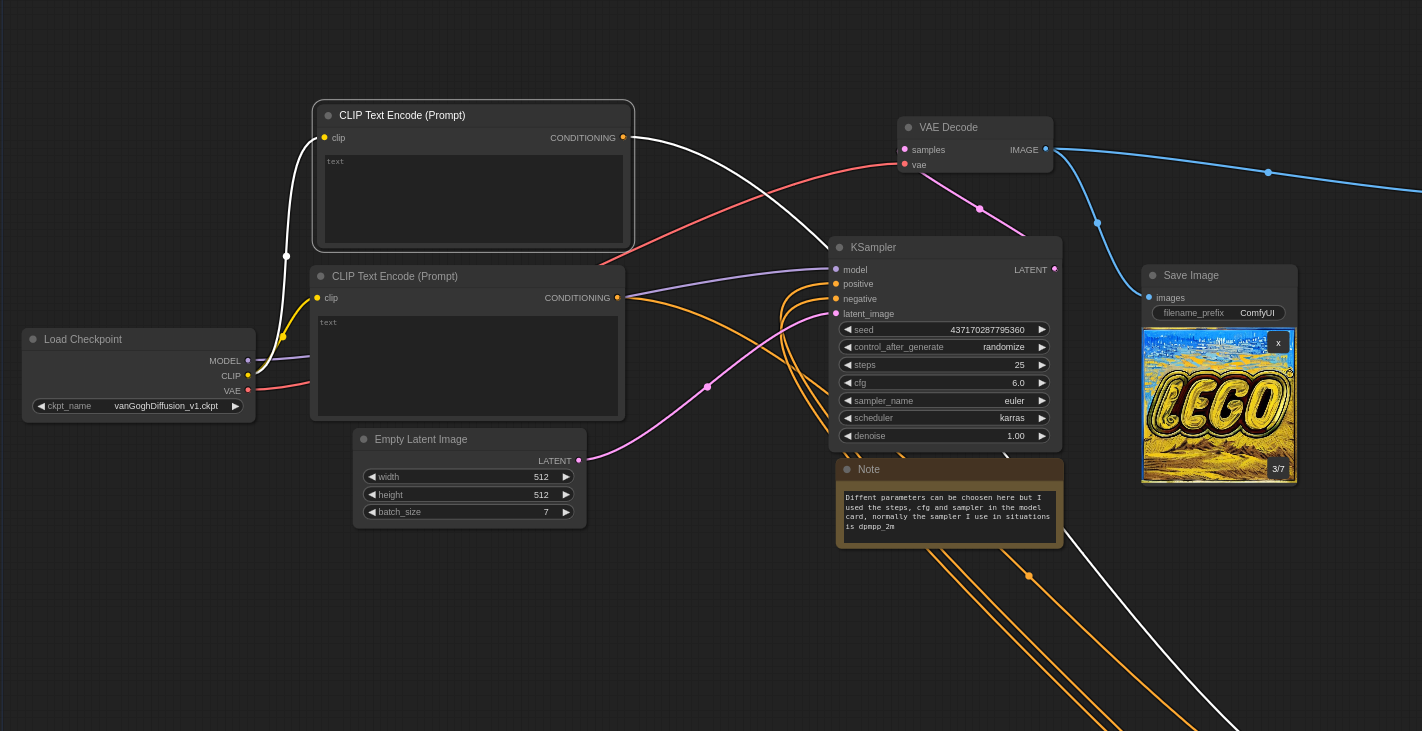 CLIP Text Encode (Prompt)
clip
CONDITIONING
text
CLIP Text Encode (Prompt)
clip
CONDITIONING
text
Load Checkpoint
MODEL
CLIP
VAE
ckpt_name vanGoghDiffusion_v1.ckpt
Empty Latent Image
LATENT
width 512
height 512
batch_size 7
VAE Decode
samples IMAGE
vae
KSampler
model LATENT
positive
negative
latent_image
seed 437170287795360
control_after_generate randomize
steps 25
cfg 6.0
sampler_name euler
scheduler karras
denoise 1.00
Note
Diffent parameters can be choosen here but I
used the steps, cfg and sampler in the model
card, normally the sampler I use in situations
is dpmpp_2m
Save Image
images
filename_prefix ComfyUI
x
LEGO
3/7